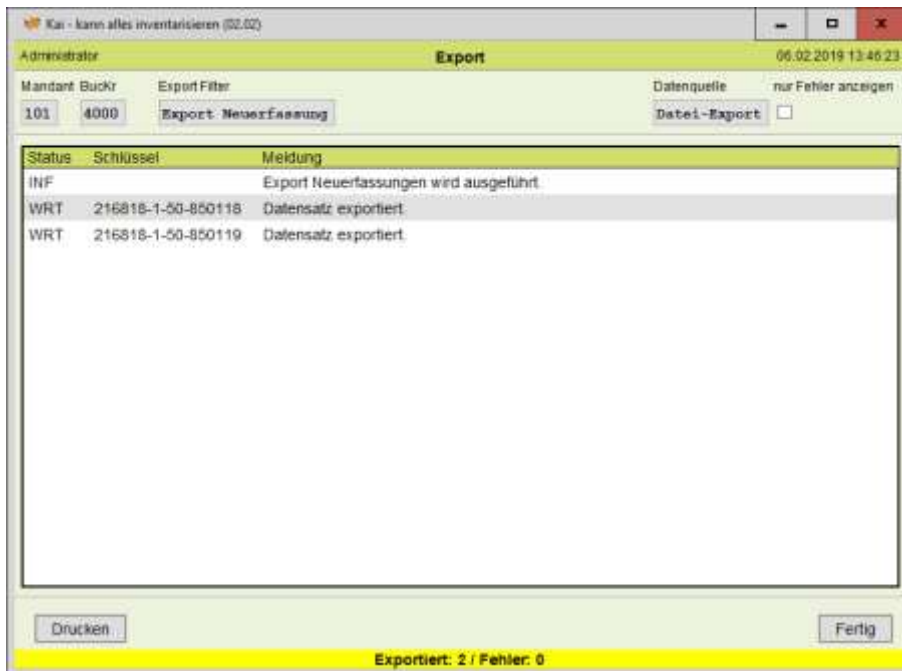 Kai - kann alles inventarisieren (02.02)
Administrator Export 06.02.2019 13:46:23
Mandant BucKr Export Filter Datenquelle nur Fehler anzeigen
101 4000 Export Neuerfassung Datei-Export
Status Schlüssel Meldung
INF Export Neuerfassungen wird ausgeführt.
WRT 216818-1-50-850118 Datensatz exportiert.
WRT 216818-1-50-850119 Datensatz exportiert.
Drucken Fertig
Exportiert: 2 / Fehler: 0